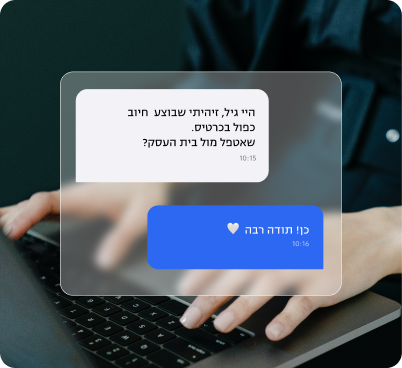 היי גיל, זיהיתי שבוצע חיוב
כפול בכרטיס.
שאטפל מול בית העסק?
10:15
כן! תודה רבה 🤍
10:16